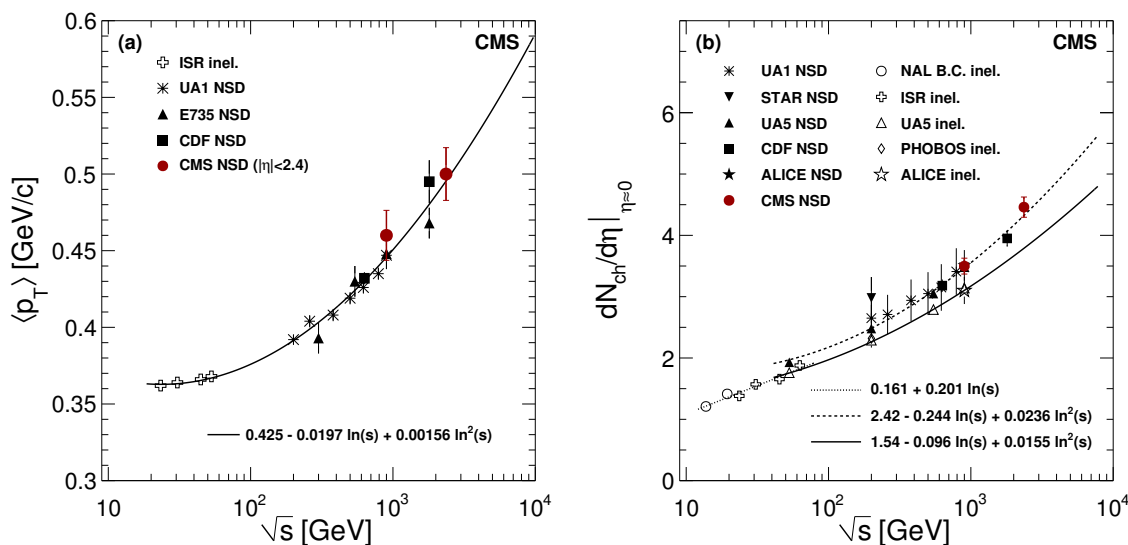 (a)
CMS
ISR inel.
UA1 NSD
E735 NSD
CDF NSD
CMS NSD (|η|<2.4)
0.425 - 0.0197 ln(s) + 0.00156 ln²(s)
⟨p_T⟩ [GeV/c]
0.6
0.55
0.5
0.45
0.4
0.35
0.3
10
10²
10³
10⁴
√s [GeV]
(b)
CMS
UA1 NSD
STAR NSD
UA5 NSD
CDF NSD
ALICE NSD
CMS NSD
NAL B.C. inel.
ISR inel.
UA5 inel.
PHOBOS inel.
ALICE inel.
0.161 + 0.201 ln(s)
2.42 - 0.244 ln(s) + 0.0236 ln²(s)
1.54 - 0.096 ln(s) + 0.0155 ln²(s)
dN_ch/dη|_η≈0
6
4
2
0
10
10²
10³
10⁴
√s [GeV]